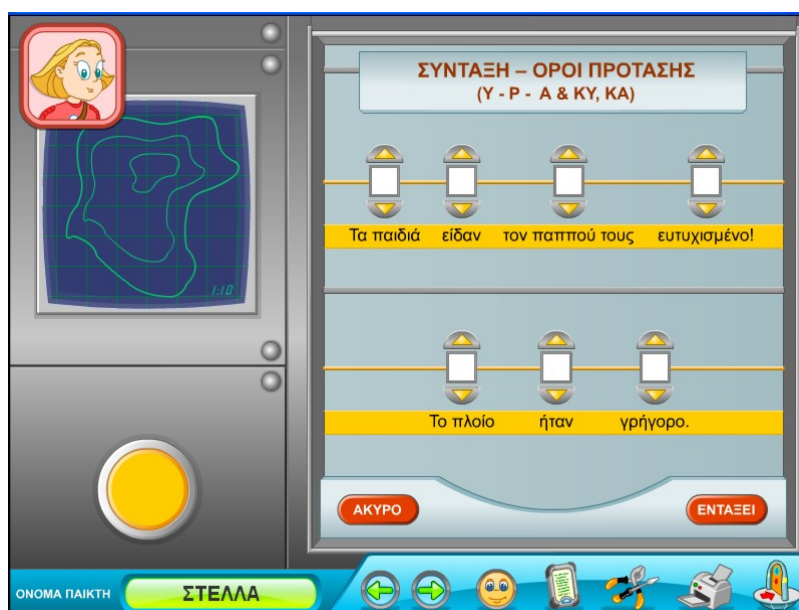 ΣΥΝΤΑΞΗ – ΟΡΟΙ ΠΡΟΤΑΣΗΣ
(Υ - Ρ - Α & ΚΥ, ΚΑ)
Τα παιδιά είδαν τον παππού τους ευτυχισμένο!
1:10
Το πλοίο ήταν γρήγορο.
ΑΚΥΡΟ ΕΝΤΑΞΕΙ
ΟΝΟΜΑ ΠΑΙΚΤΗ ΣΤΕΛΛΑ